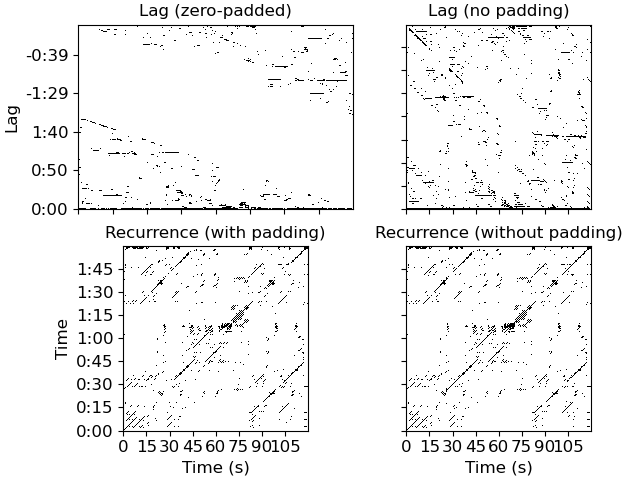 Lag (zero-padded)
Lag (no padding)
Lag
-0:39
-1:29
1:40
0:50
0:00
Recurrence (with padding)
Recurrence (without padding)
Time
1:45
1:30
1:15
1:00
0:45
0:30
0:15
0:00
0 15 30 45 60 75 90 105
0 15 30 45 60 75 90 105
Time (s)
Time (s)